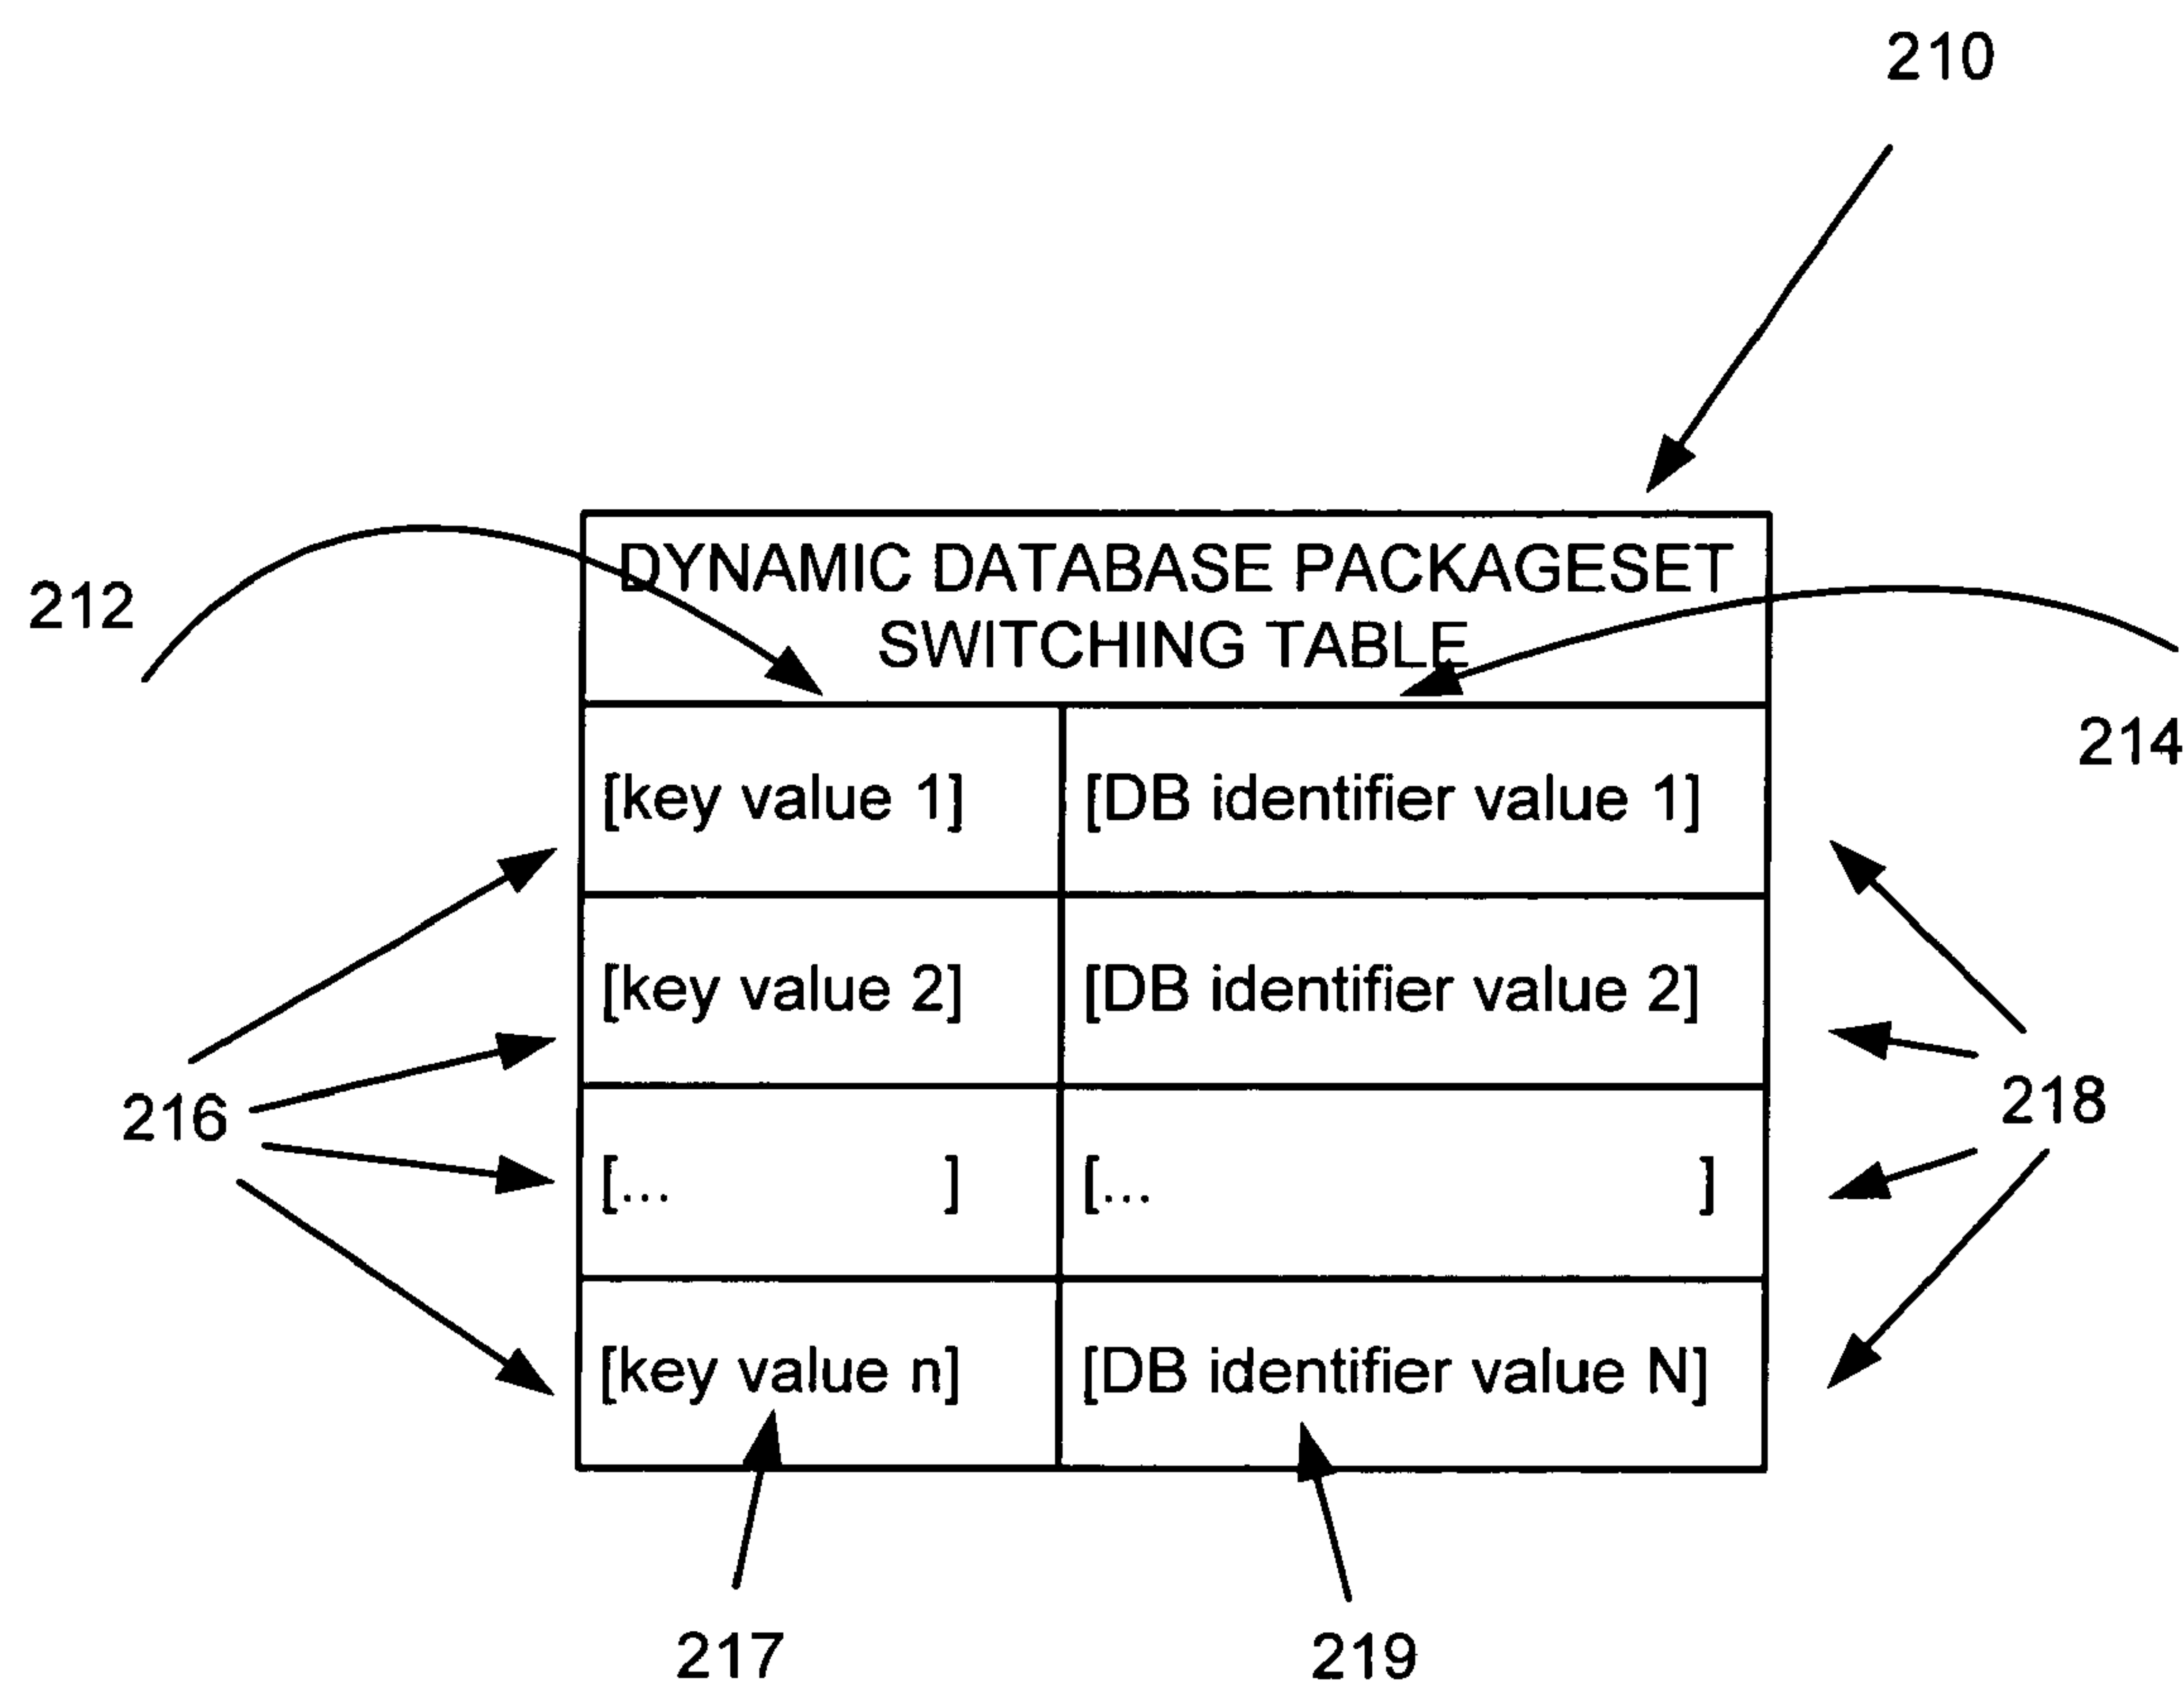 210
DYNAMIC DATABASE PACKAGESET
SWITCHING TABLE
212
214
[key value 1] [DB identifier value 1]
[key value 2] [DB identifier value 2]
216
218
[... ] [... ]
[key value n] [DB identifier value N]
217
219